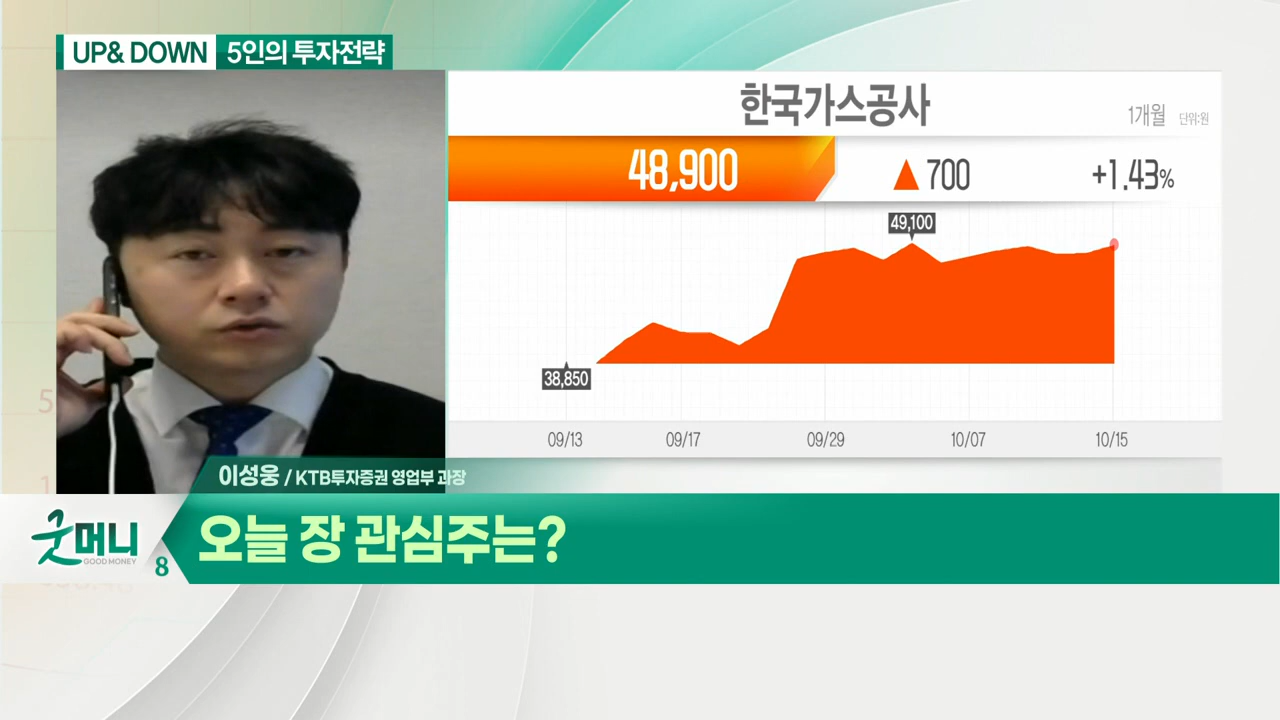 UP& DOWN 5인의 투자전략
한국가스공사
1개월 단위:원
48,900 ▲ 700 +1.43%
49,100
38,850
09/13 09/17 09/29 10/07 10/15
이성웅 / KTB투자증권 영업부 과장
굿머니
GOOD MONEY
8
오늘 장 관심주는?